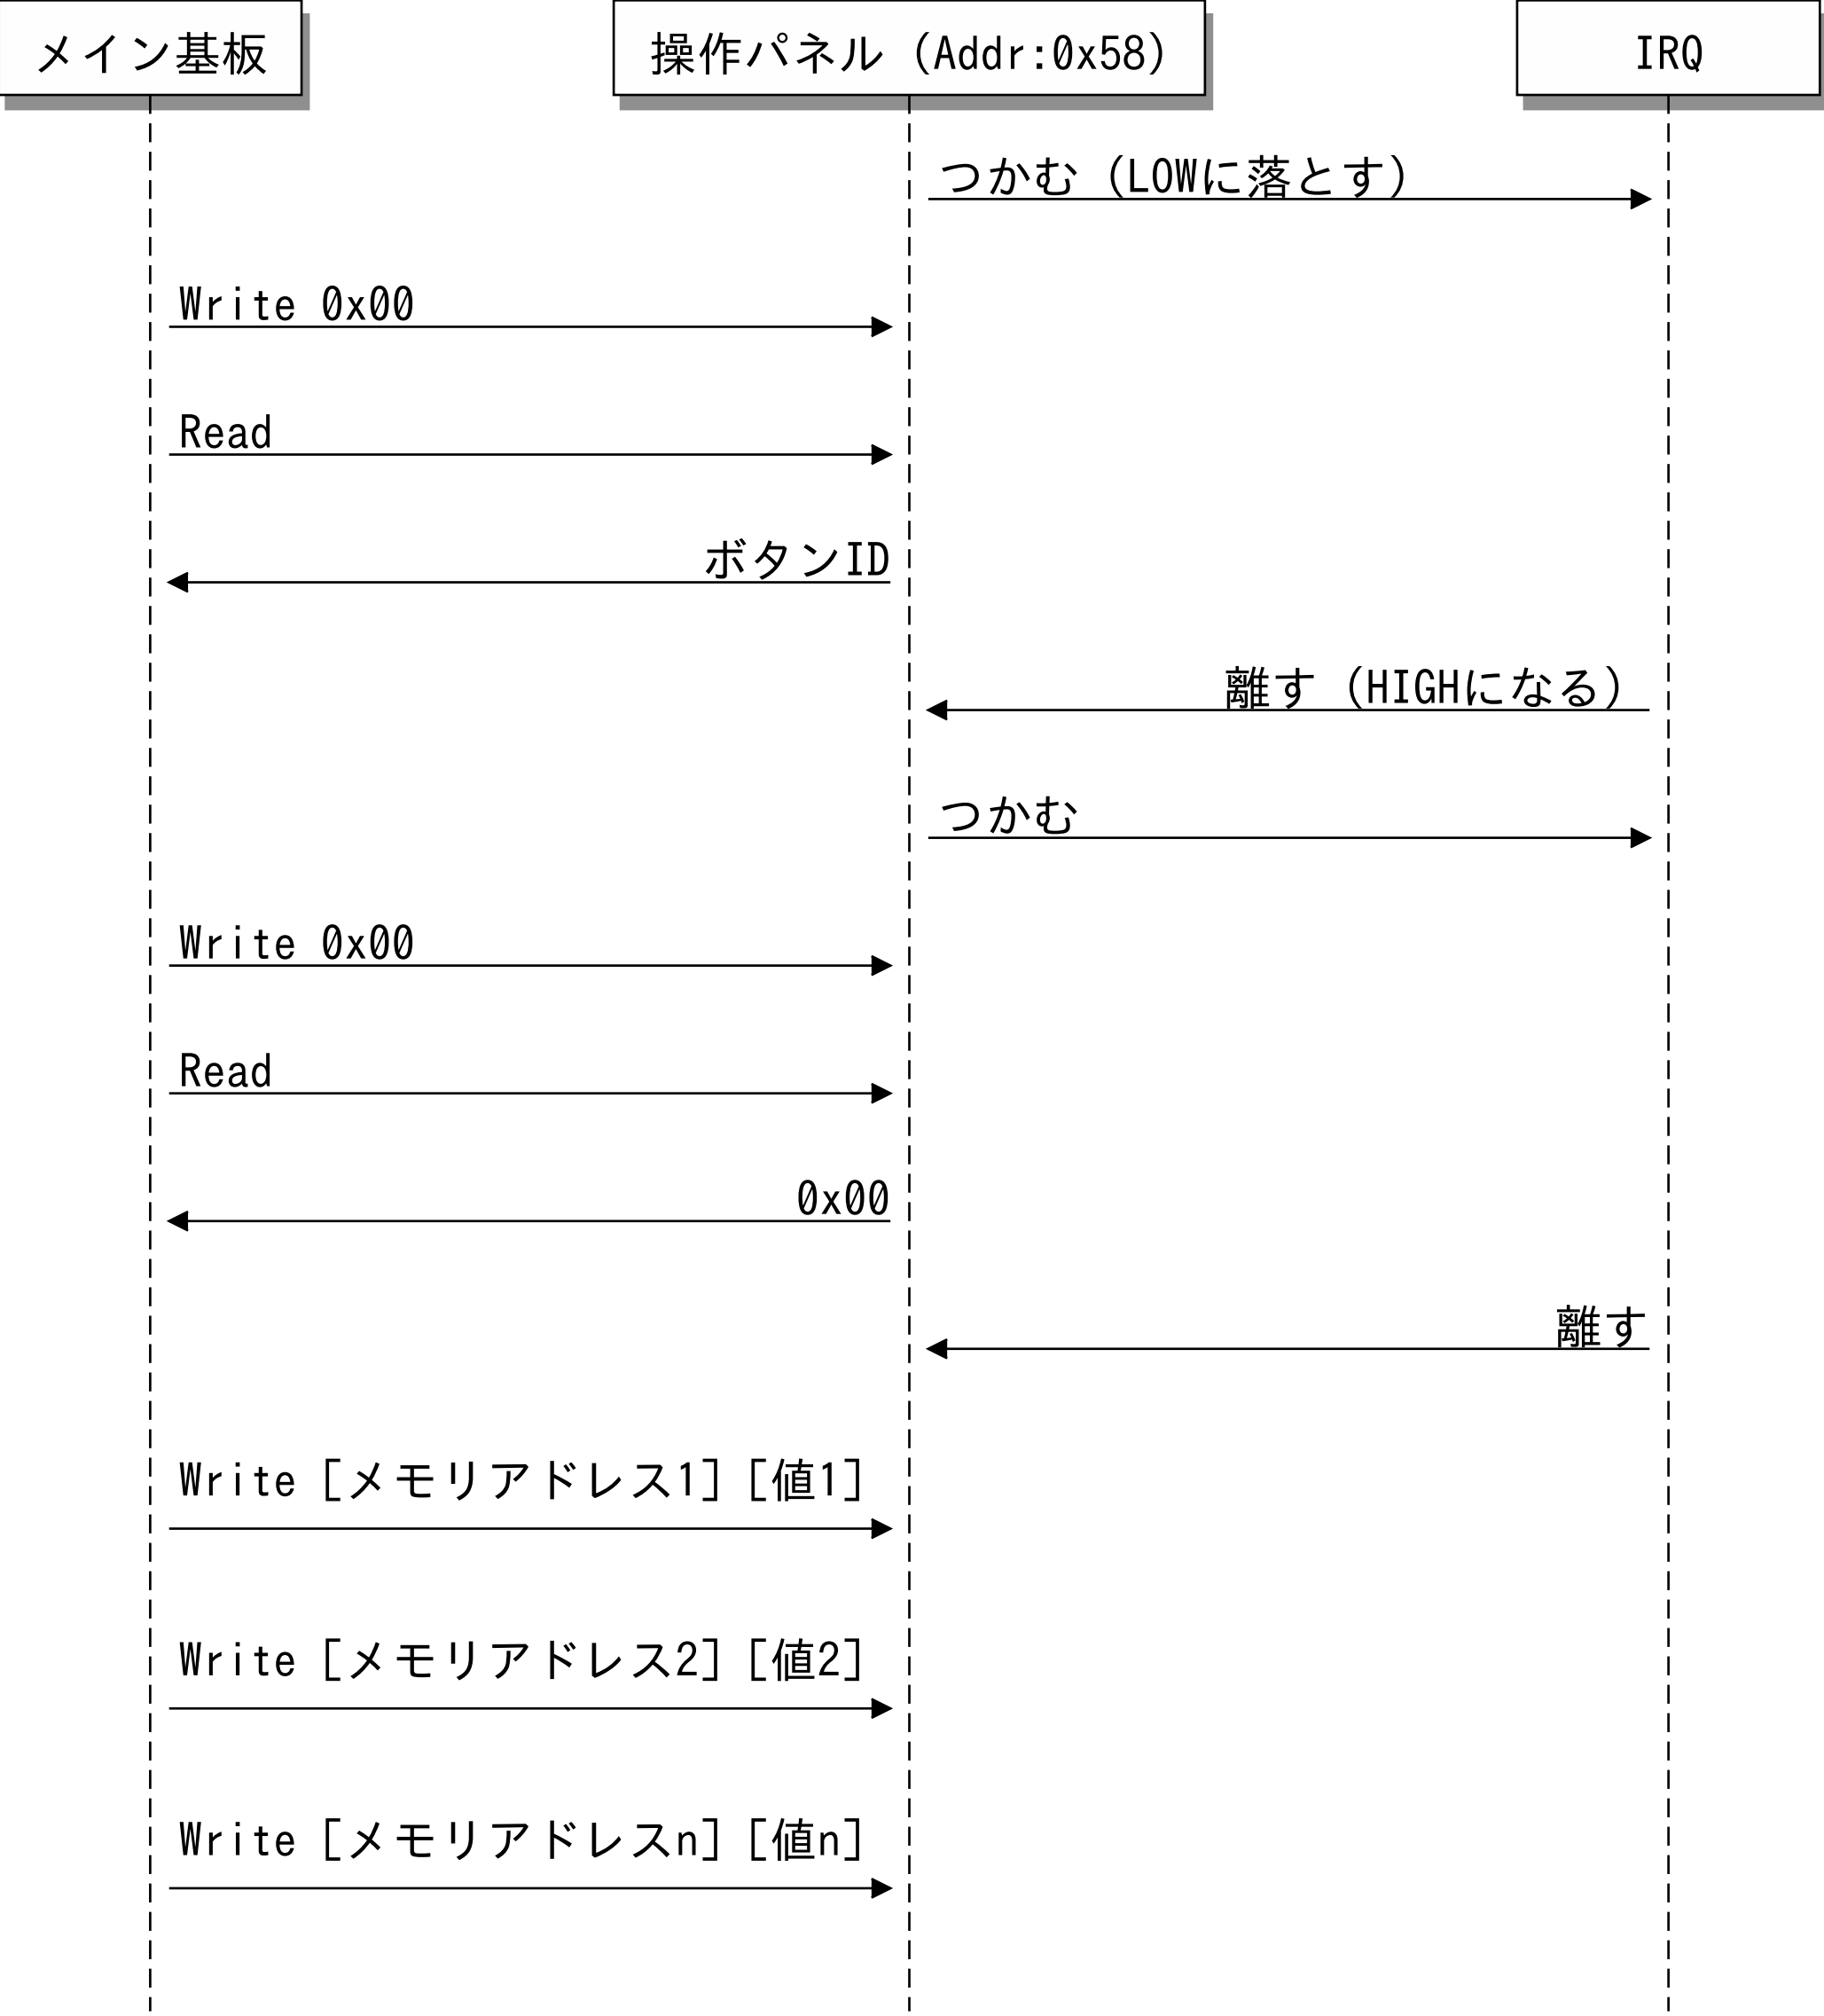 メイン基板
操作パネル (Addr:0x58)
IRQ
つかむ (LOWに落とす)
Write 0x00
Read
ボタンID
離す (HIGHになる)
つかむ
Write 0x00
Read
0x00
離す
Write [メモリアドレス1] [値1]
Write [メモリアドレス2] [値2]
Write [メモリアドレスn] [値n]